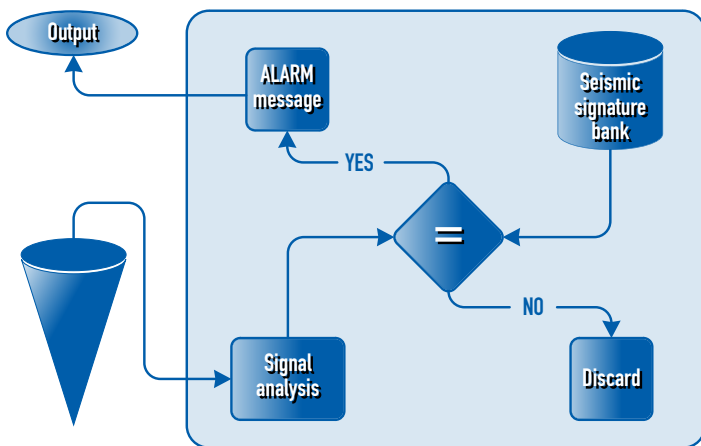 Output
ALARM
message
Seismic
signature
bank
YES
=
NO
Signal
analysis
Discard